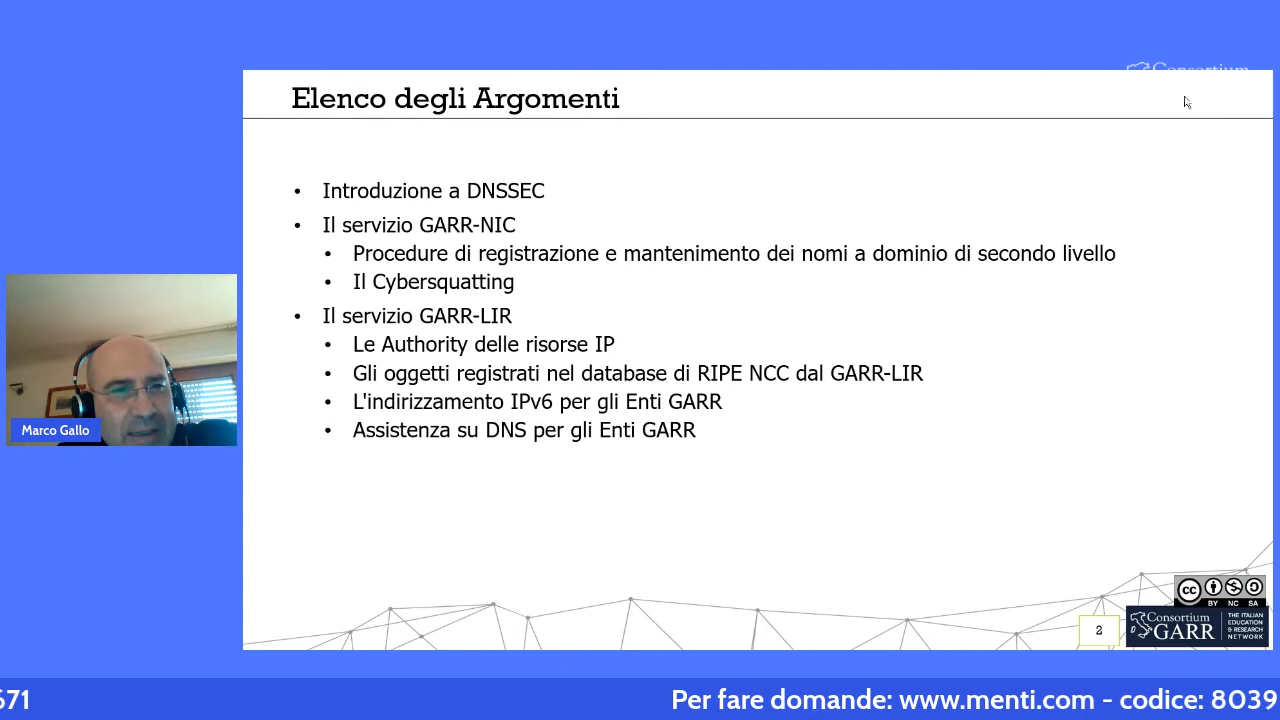 Consortium
Elenco degli Argomenti
• Introduzione a DNSSEC
• Il servizio GARR-NIC
• Procedure di registrazione e mantenimento dei nomi a dominio di secondo livello
• Il Cybersquatting
• Il servizio GARR-LIR
• Le Authority delle risorse IP
• Gli oggetti registrati nel database di RIPE NCC dal GARR-LIR
• L'indirizzamento IPv6 per gli Enti GARR
• Assistenza su DNS per gli Enti GARR
Marco Gallo
cc
BY NC SA
2
Consortium
GARR
THE ITALIAN
EDUCATION
& RESEARCH
NETWORK
671
Per fare domande: www.menti.com - codice: 8039